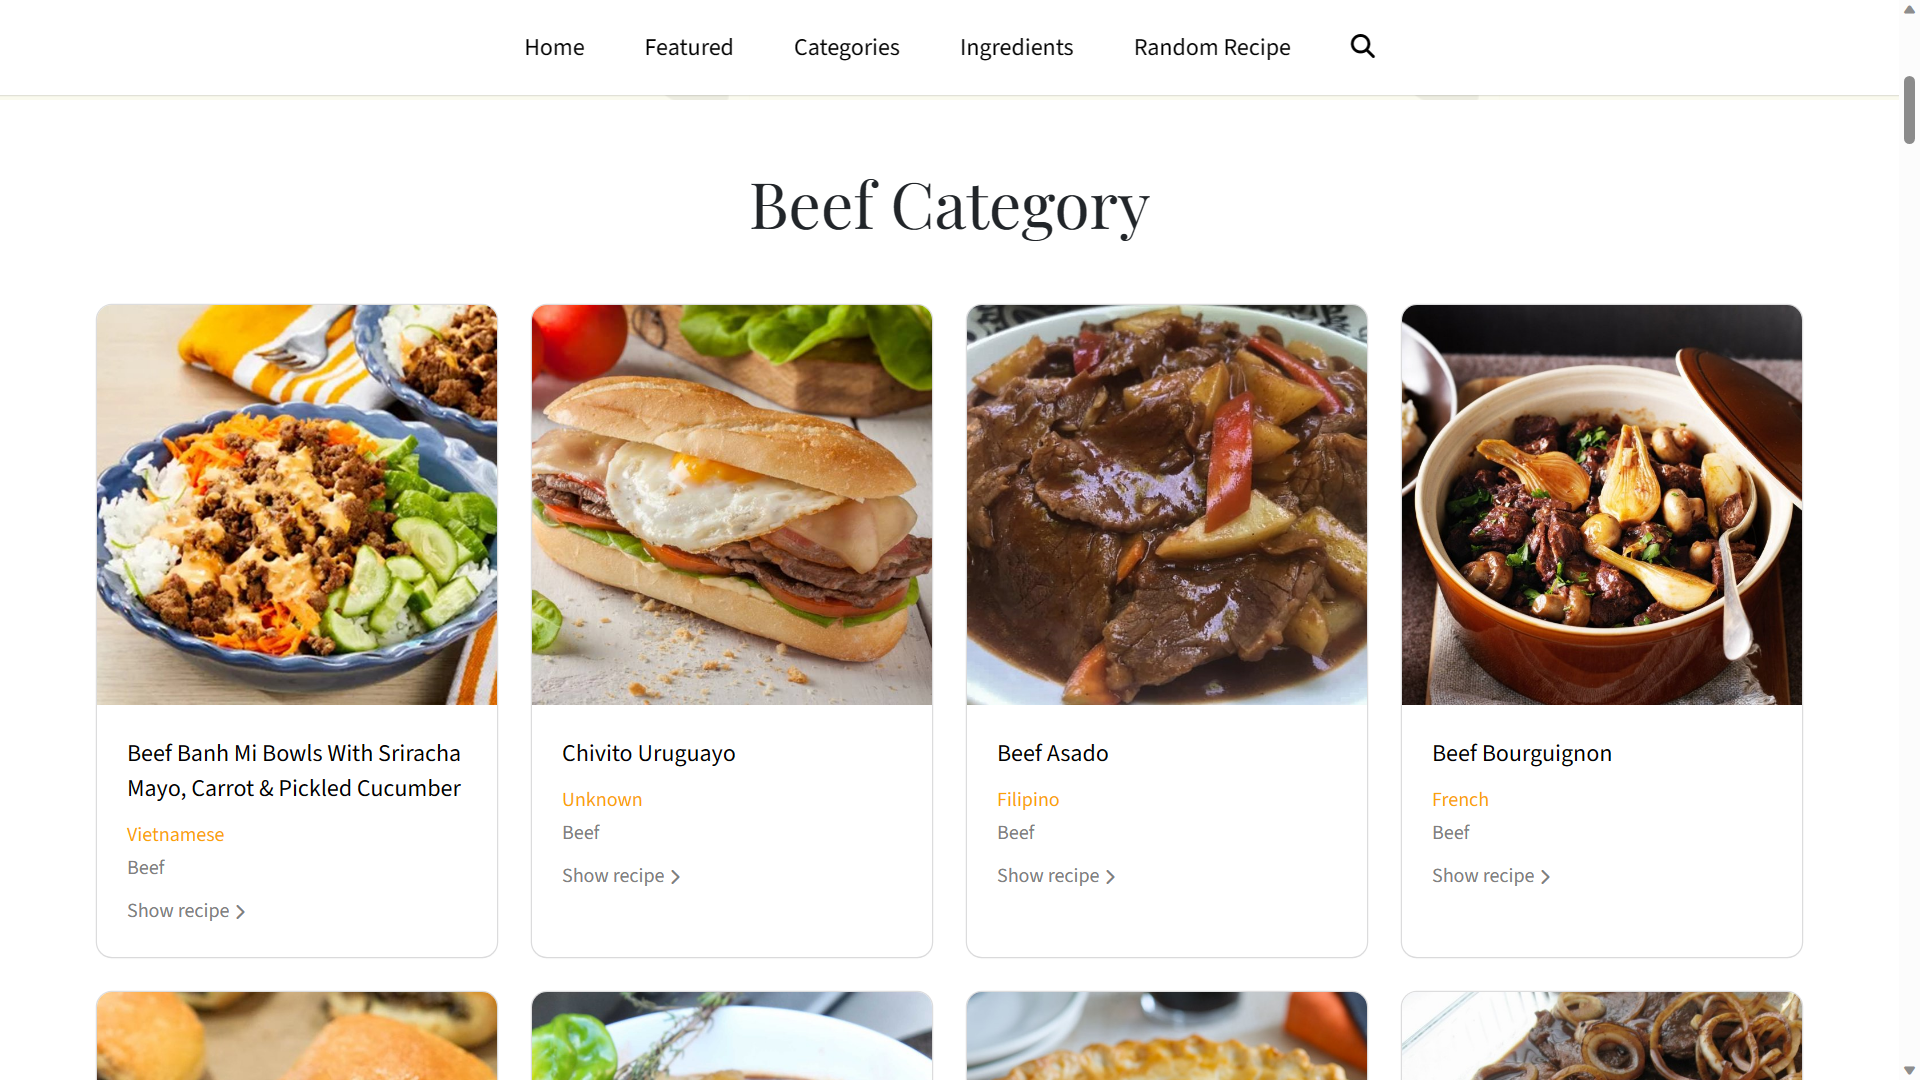 Home Featured Categories Ingredients Random Recipe
Beef Category
Beef Banh Mi Bowls With Sriracha
Mayo, Carrot & Pickled Cucumber
Vietnamese
Beef
Show recipe
Chivito Uruguayo
Unknown
Beef
Show recipe
Beef Asado
Filipino
Beef
Show recipe
Beef Bourguignon
French
Beef
Show recipe